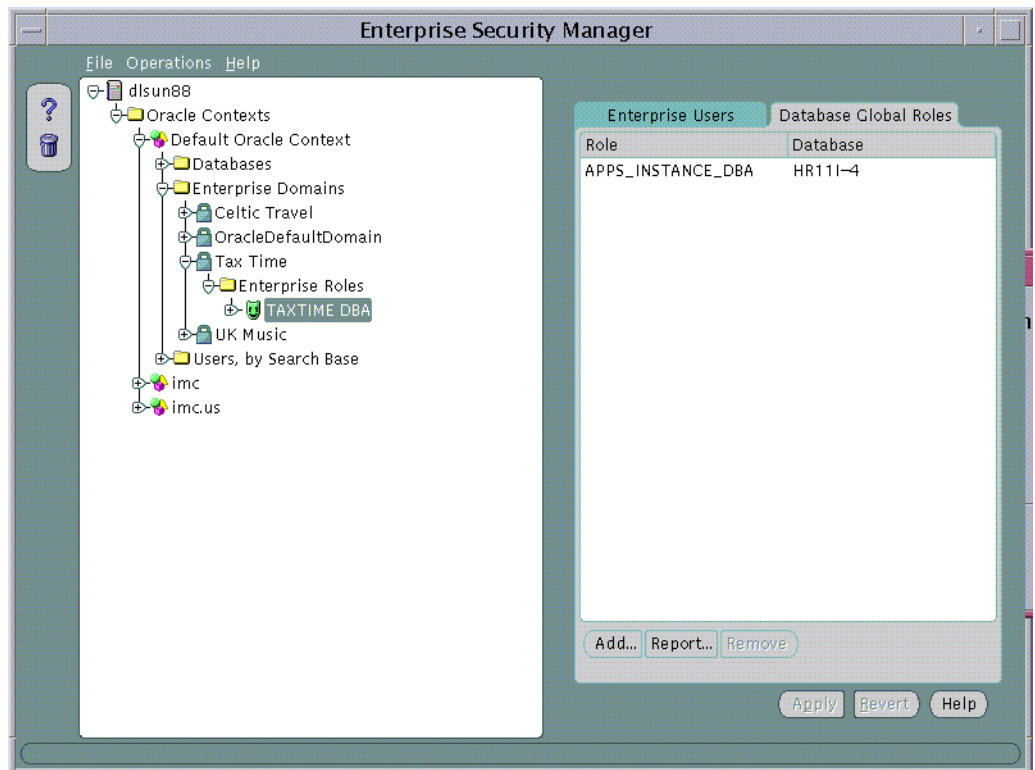 Enterprise Security Manager
File Operations Help
dlsun88
Oracle Contexts
Default Oracle Context
Databases
Enterprise Domains
Celtic Travel
OracleDefaultDomain
Tax Time
Enterprise Roles
TAXTIME DBA
UK Music
Users, by Search Base
imc
imc.us
?
Enterprise Users Database Global Roles
Role Database
APPS_INSTANCE_DBA HR11I-4
Add... Report... Remove
Apply Revert Help